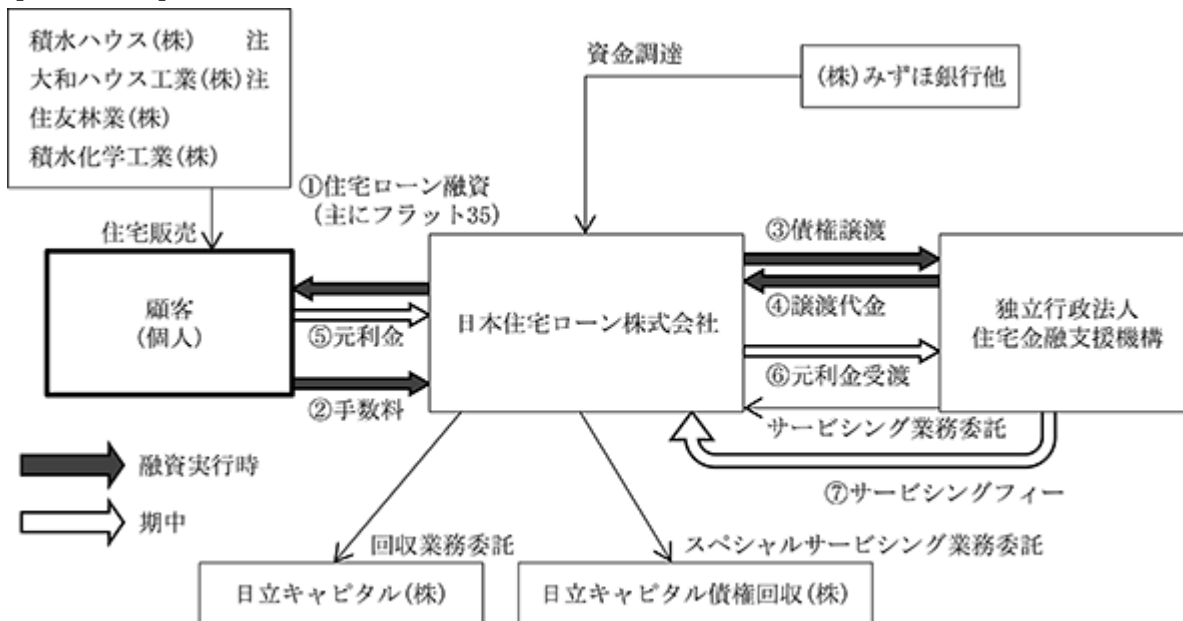 積水ハウス(株) 注
大和ハウス工業(株)注
住友林業(株)
積水化学工業(株)
資金調達
(株)みずほ銀行他
①住宅ローン融資
(主にフラット35)
住宅販売
顧客
(個人)
⑤元利金
②手数料
日本住宅ローン株式会社
③債権譲渡
④譲渡代金
⑥元利金受渡
サービシング業務委託
独立行政法人
住宅金融支援機構
⑦サービシングフィー
融資実行時
期中
回収業務委託
スペシャルサービシング業務委託
日立キャピタル(株)
日立キャピタル債権回収(株)